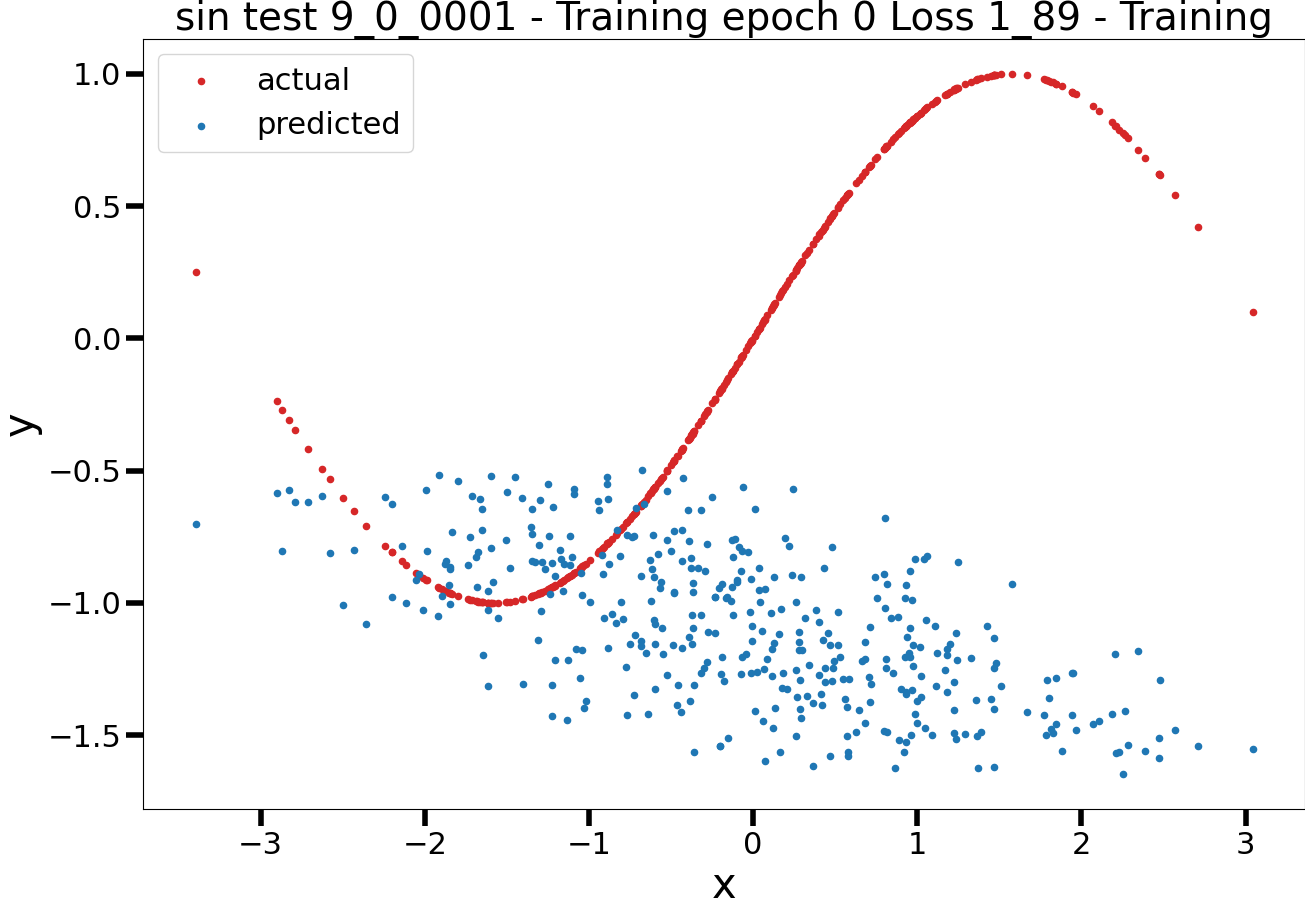 sin test 9_0_0001 - Training epoch 0 Loss 1_89 - Training
actual
predicted
1.0
0.5
0.0
−0.5
−1.0
−1.5
y
−3 −2 −1 0 1 2 3
x